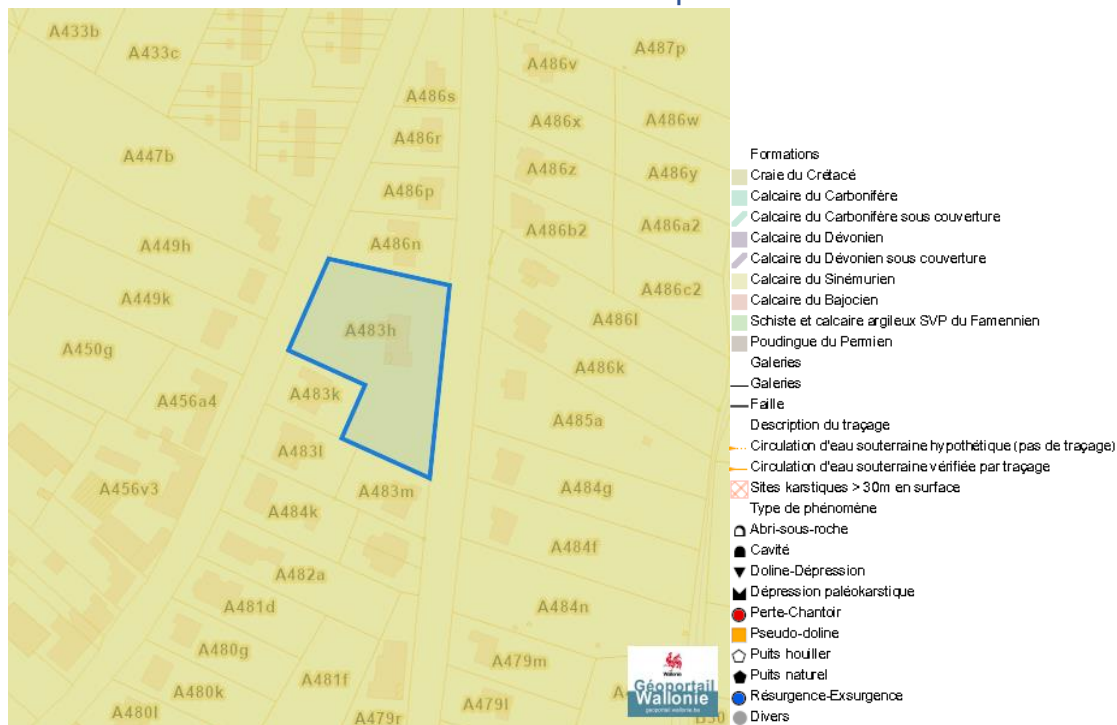 A433b
A433c
A487p
A486v
A486s
A486x
A486w
A486r
A447b
A486z
A486y
A486p
A486b2
A486a2
A449h
A486n
A449k
A486c2
A483h
A486l
A450g
A486k
A483k
A456a4
A485a
A483l
A456v3
A483m
A484g
A484k
A484f
A482a
A481d
A484n
A480g
A479m
A481f
A480k
A479l
A480l
A479r
Wallonie
Géoportail
Wallonie
geoportail.wallonie.be
Formations
Craie du Crétacé
Calcaire du Carbonifère
Calcaire du Carbonifère sous couverture
Calcaire du Dévonien
Calcaire du Dévonien sous couverture
Calcaire du Sinémurien
Calcaire du Bajocien
Schiste et calcaire argileux SVP du Famennien
Poudingue du Permien
Galeries
Galeries
Faille
Description du traçage
Circulation d'eau souterraine hypothétique (pas de traçage)
Circulation d'eau souterraine vérifiée par traçage
Sites karstiques > 30m en surface
Type de phénomène
Abri-sous-roche
Cavité
Doline-Dépression
Dépression paléokarstique
Perte-Chantoir
Pseudo-doline
Puits houiller
Puits naturel
Résurgence-Exsurgence
Divers